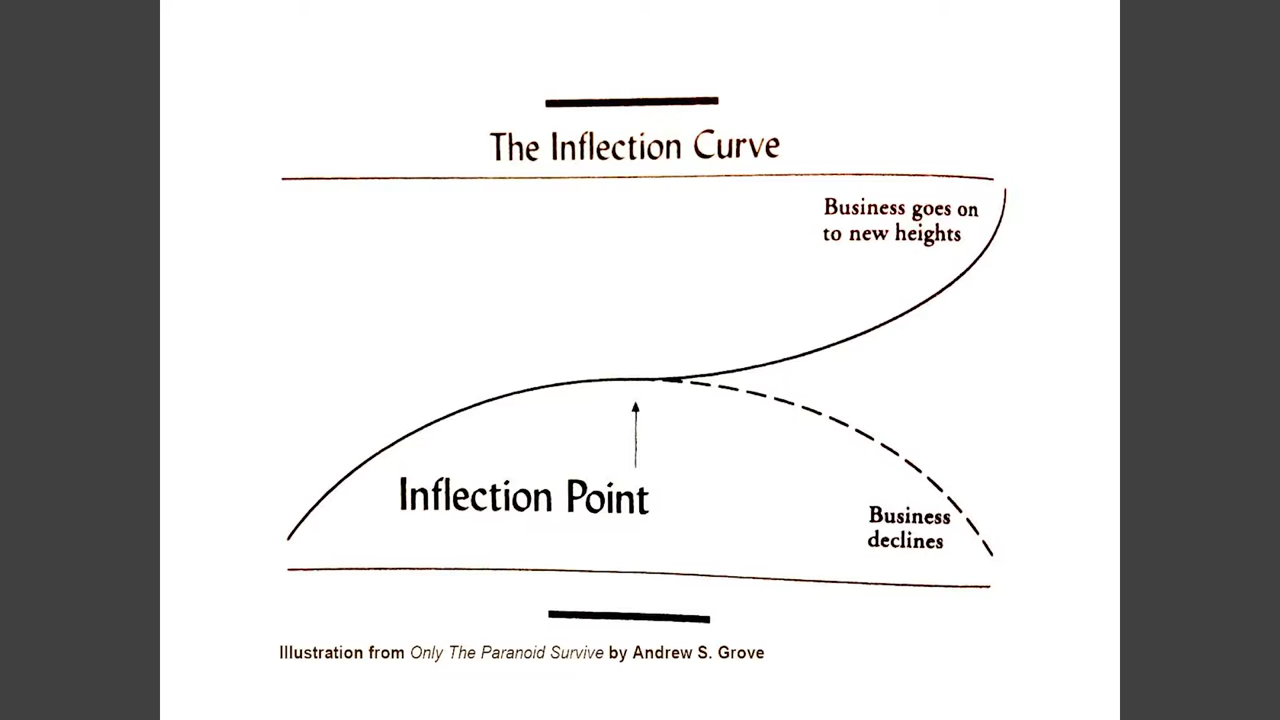 The Inflection Curve
Business goes on
to new heights
Inflection Point
Business
declines
Illustration from Only The Paranoid Survive by Andrew S. Grove